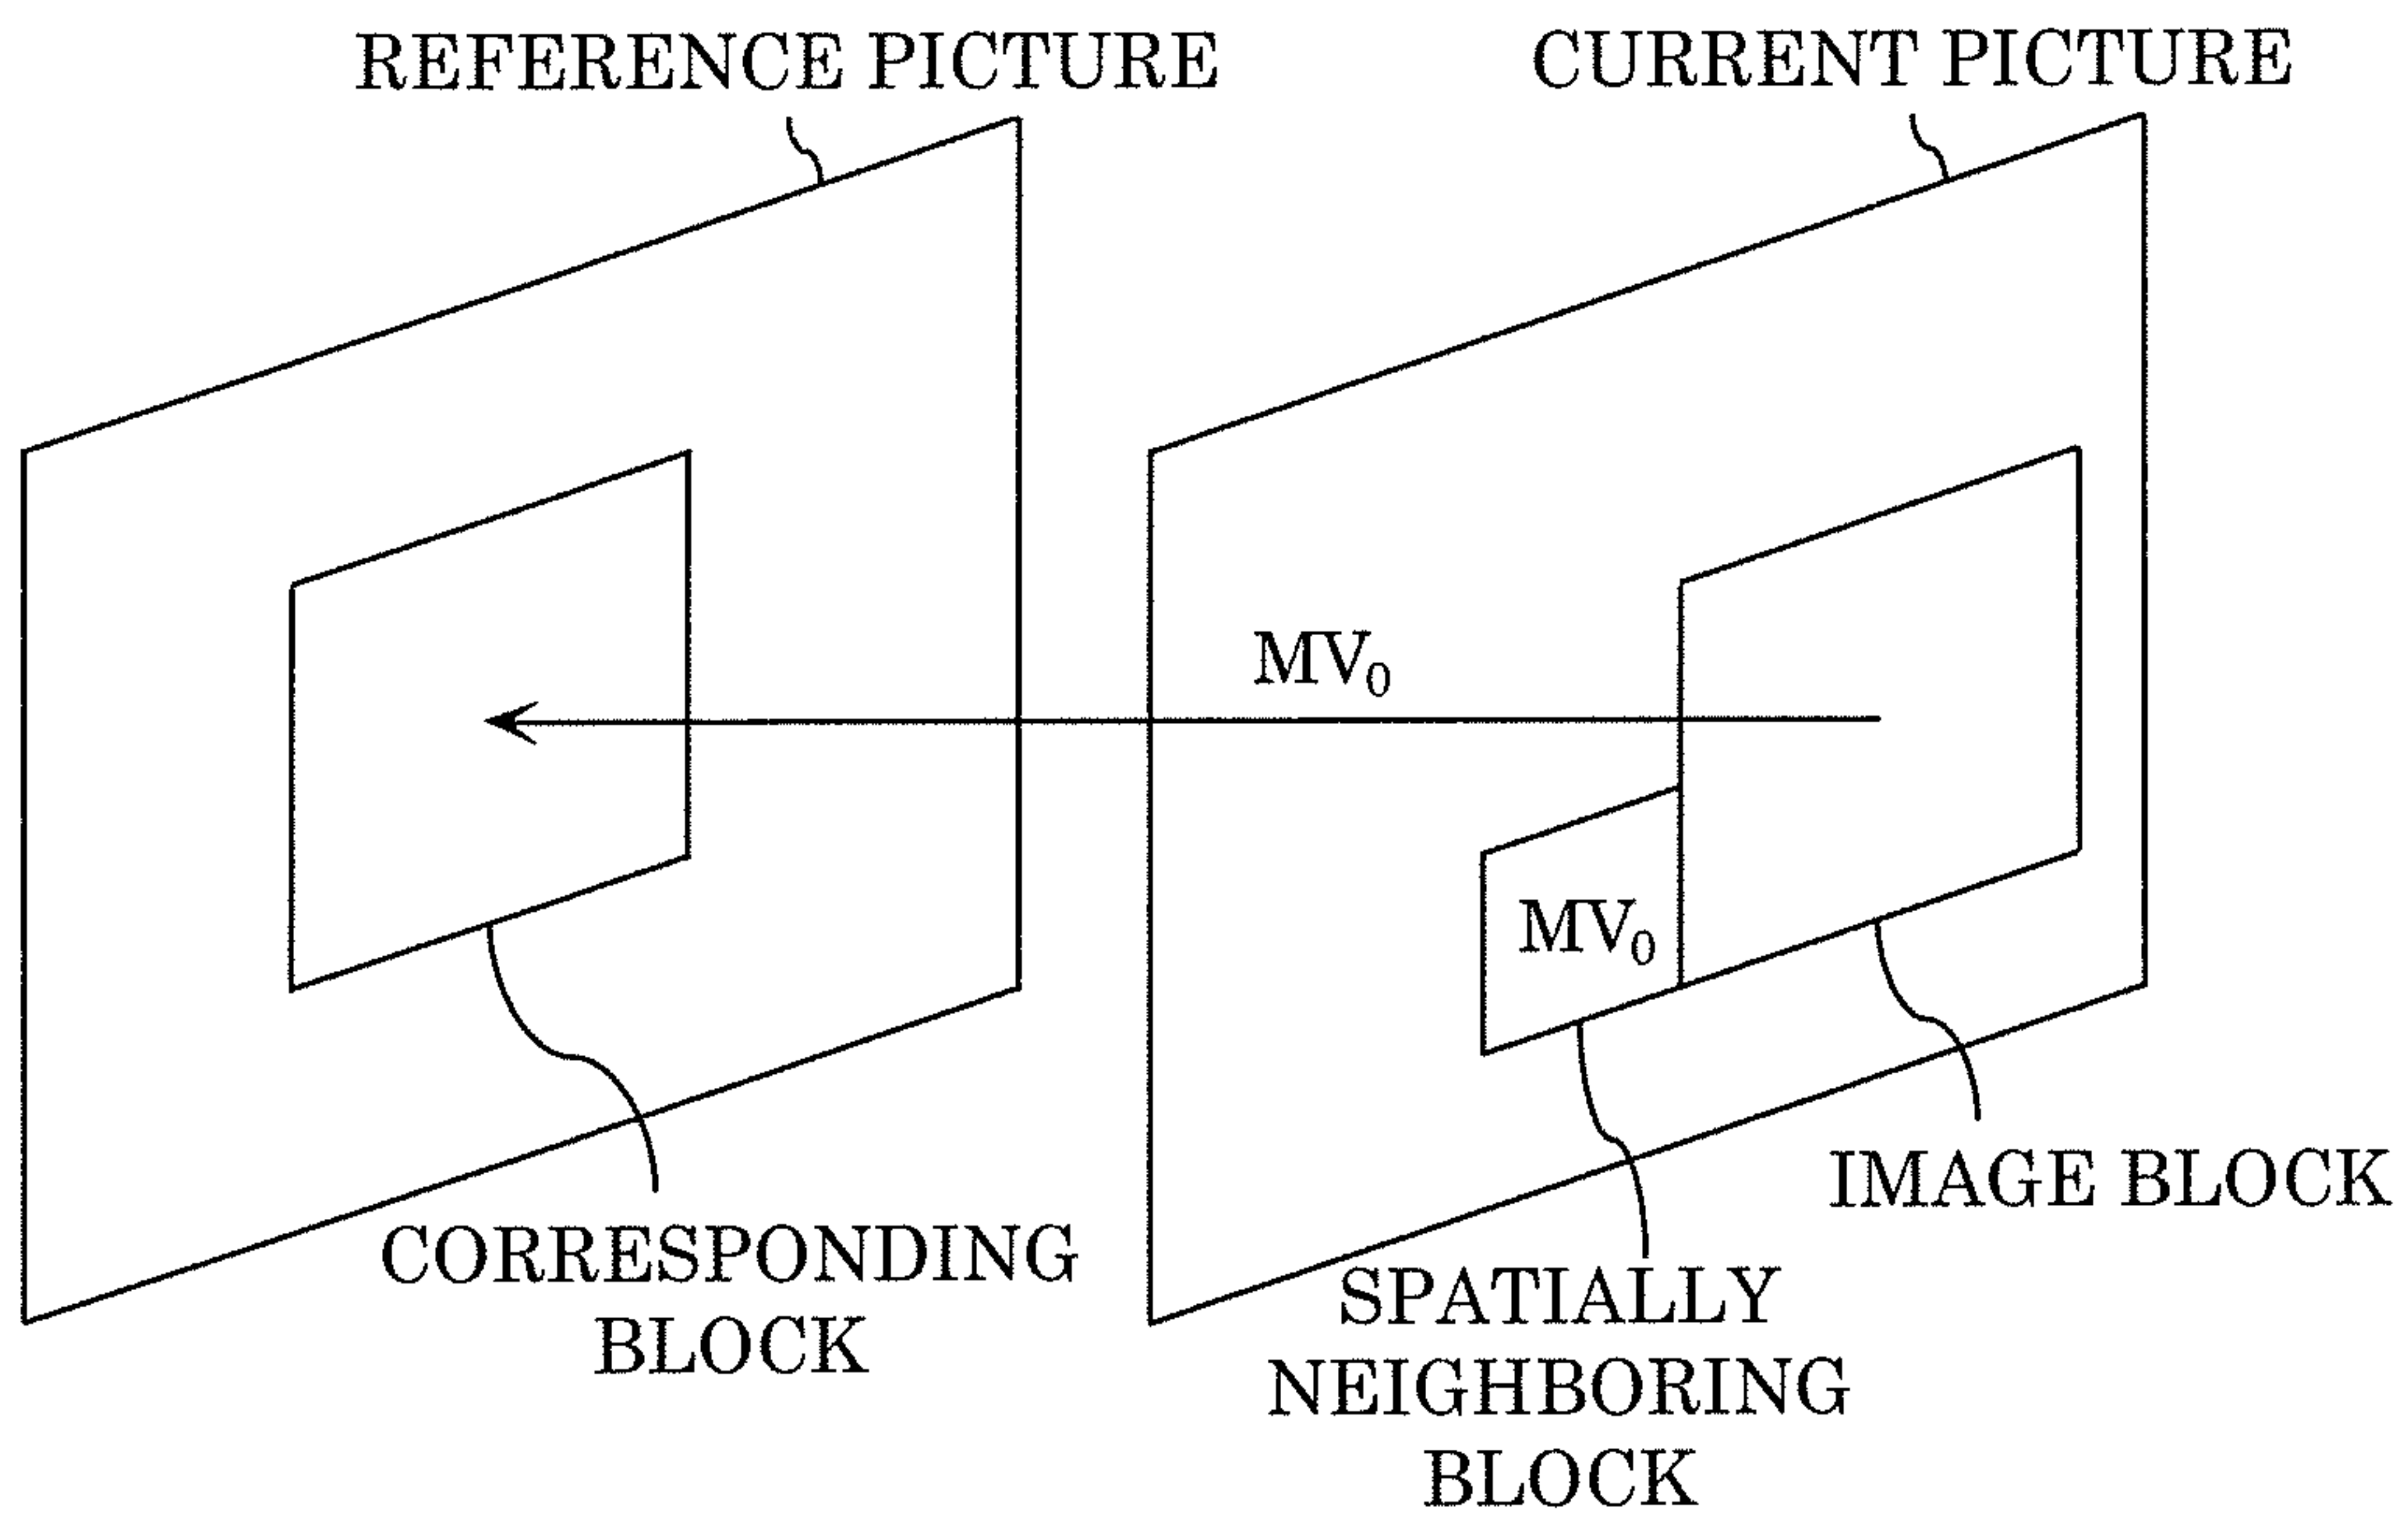 REFERENCE PICTURE
CURRENT PICTURE
MV₀
MV₀
IMAGE BLOCK
CORRESPONDING
BLOCK
SPATIALLY
NEIGHBORING
BLOCK